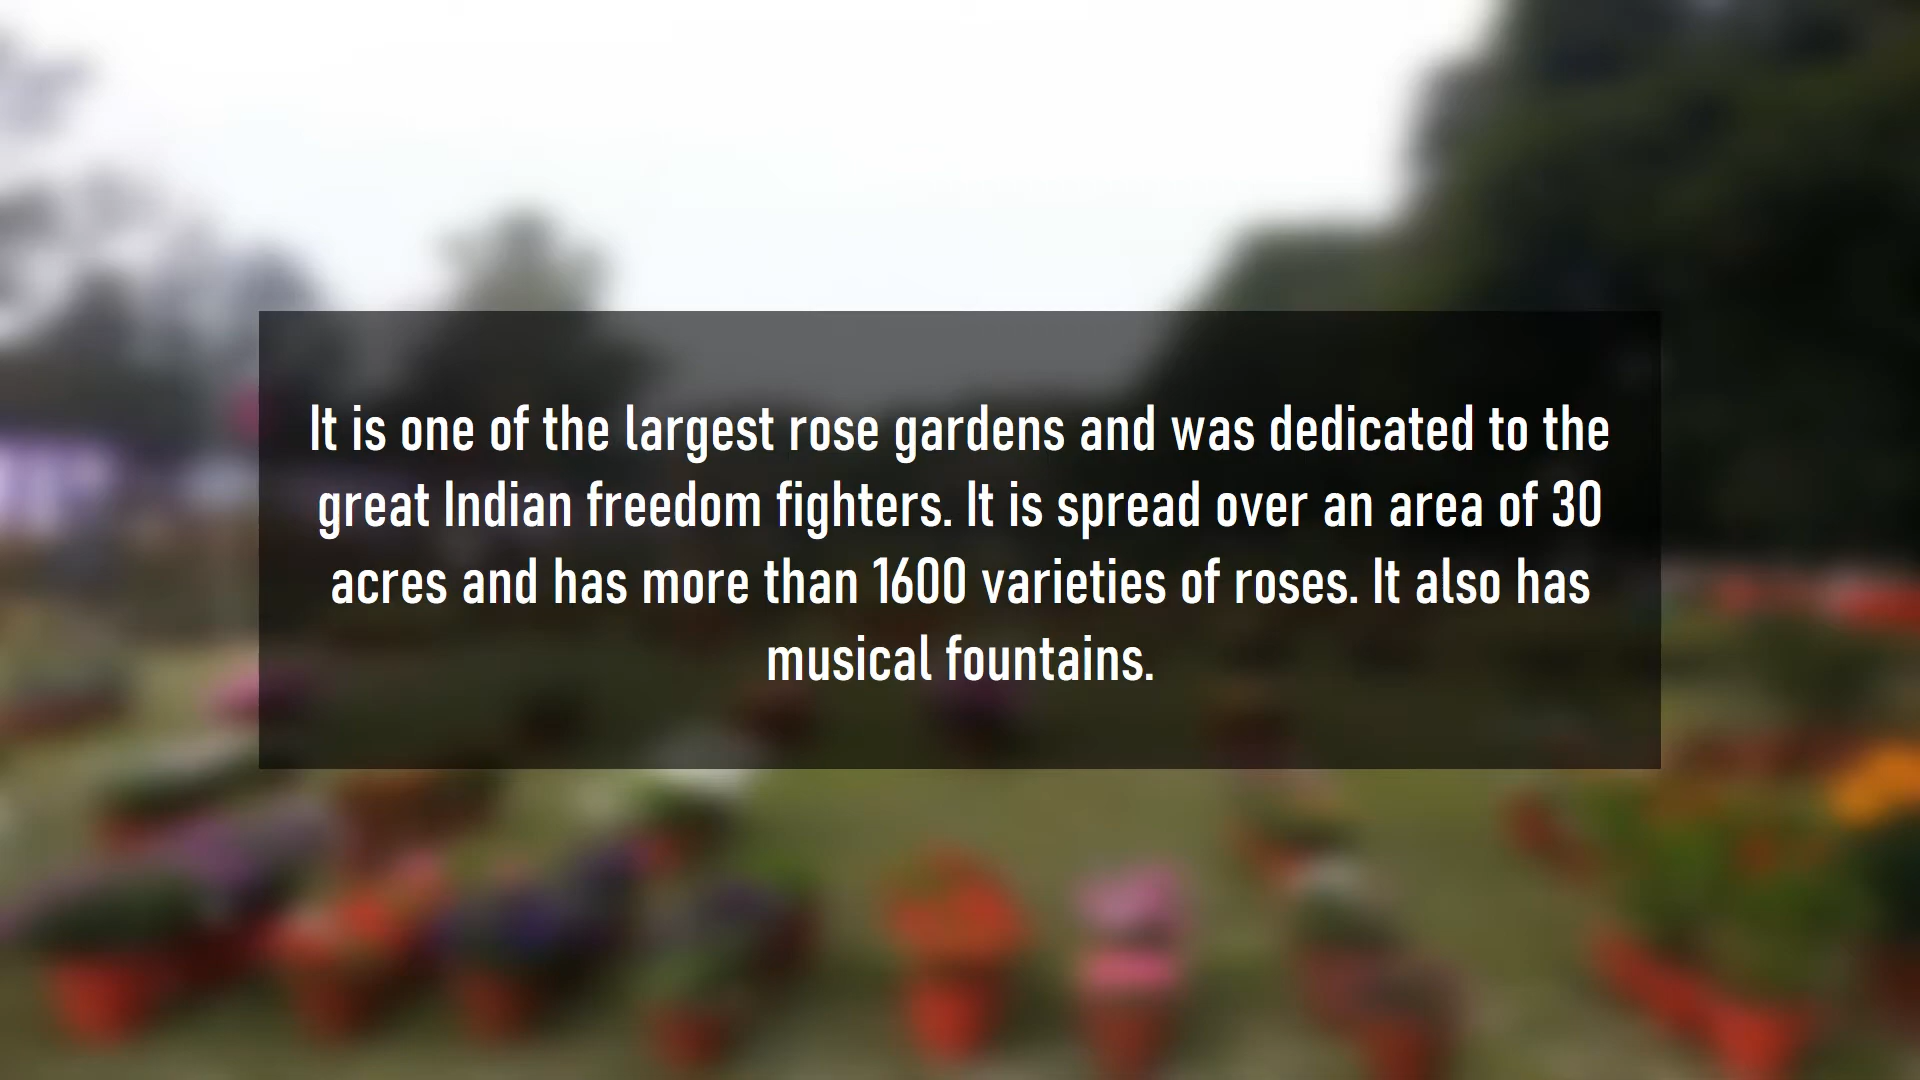 It is one of the largest rose gardens and was dedicated to the
great Indian freedom fighters. It is spread over an area of 30
acres and has more than 1600 varieties of roses. It also has
musical fountains.